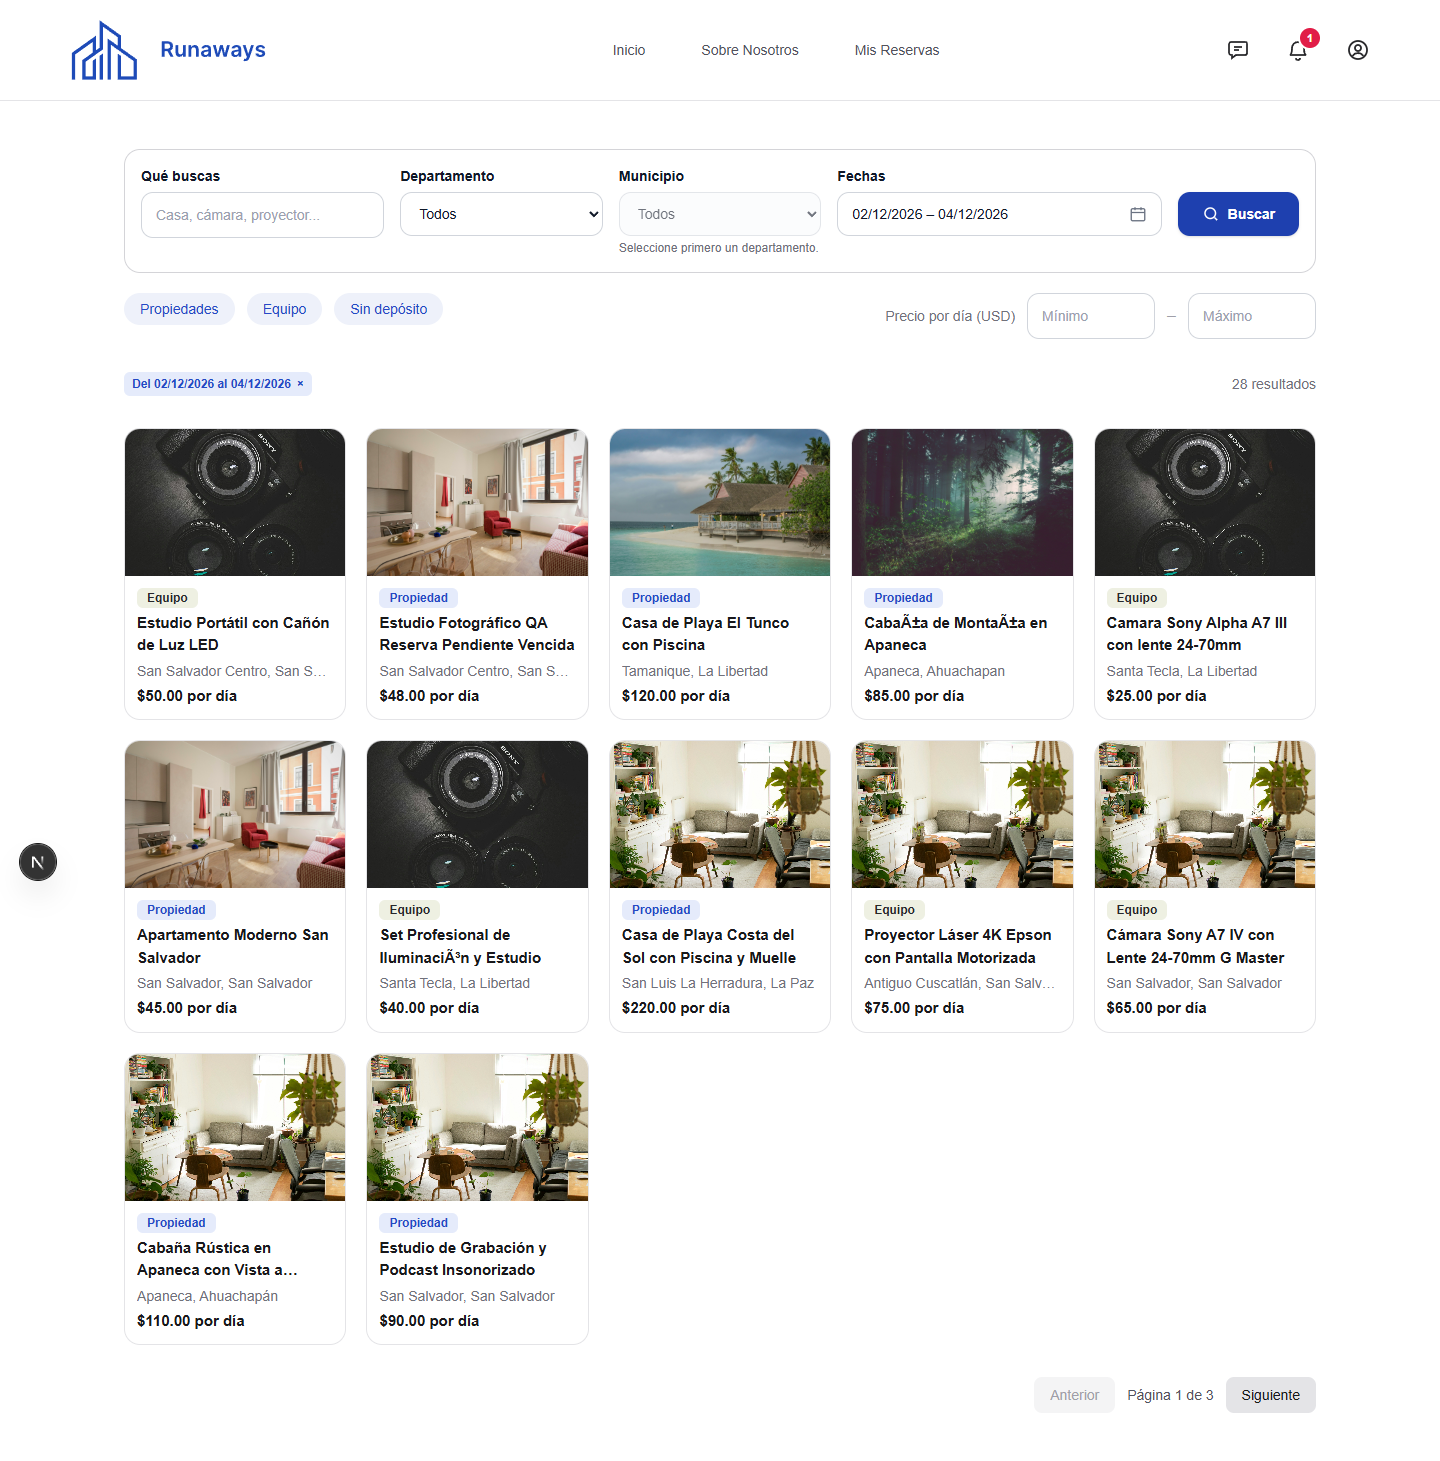 Runaways
Inicio
Sobre Nosotros
Mis Reservas
1
Qué buscas
Departamento
Municipio
Fechas
Casa, cámara, proyector...
Todos
Todos
02/12/2026 – 04/12/2026
Buscar
Seleccione primero un departamento.
Propiedades
Equipo
Sin depósito
Precio por día (USD)
Mínimo
–
Máximo
Del 02/12/2026 al 04/12/2026 ×
28 resultados
Equipo
Estudio Portátil con Cañón
de Luz LED
San Salvador Centro, San S...
$50.00 por día
Propiedad
Estudio Fotográfico QA
Reserva Pendiente Vencida
San Salvador Centro, San S...
$48.00 por día
Propiedad
Casa de Playa El Tunco
con Piscina
Tamanique, La Libertad
$120.00 por día
Propiedad
CabaÃ±a de MontaÃ±a en
Apaneca
Apaneca, Ahuachapan
$85.00 por día
Equipo
Camara Sony Alpha A7 III
con lente 24-70mm
Santa Tecla, La Libertad
$25.00 por día
Propiedad
Apartamento Moderno San
Salvador
San Salvador, San Salvador
$45.00 por día
Equipo
Set Profesional de
IluminaciÃ³n y Estudio
Santa Tecla, La Libertad
$40.00 por día
Propiedad
Casa de Playa Costa del
Sol con Piscina y Muelle
San Luis La Herradura, La Paz
$220.00 por día
Equipo
Proyector Láser 4K Epson
con Pantalla Motorizada
Antiguo Cuscatlán, San Salv...
$75.00 por día
Equipo
Cámara Sony A7 IV con
Lente 24-70mm G Master
San Salvador, San Salvador
$65.00 por día
N
Propiedad
Cabaña Rústica en
Apaneca con Vista a...
Apaneca, Ahuachapán
$110.00 por día
Propiedad
Estudio de Grabación y
Podcast Insonorizado
San Salvador, San Salvador
$90.00 por día
Anterior
Página 1 de 3
Siguiente